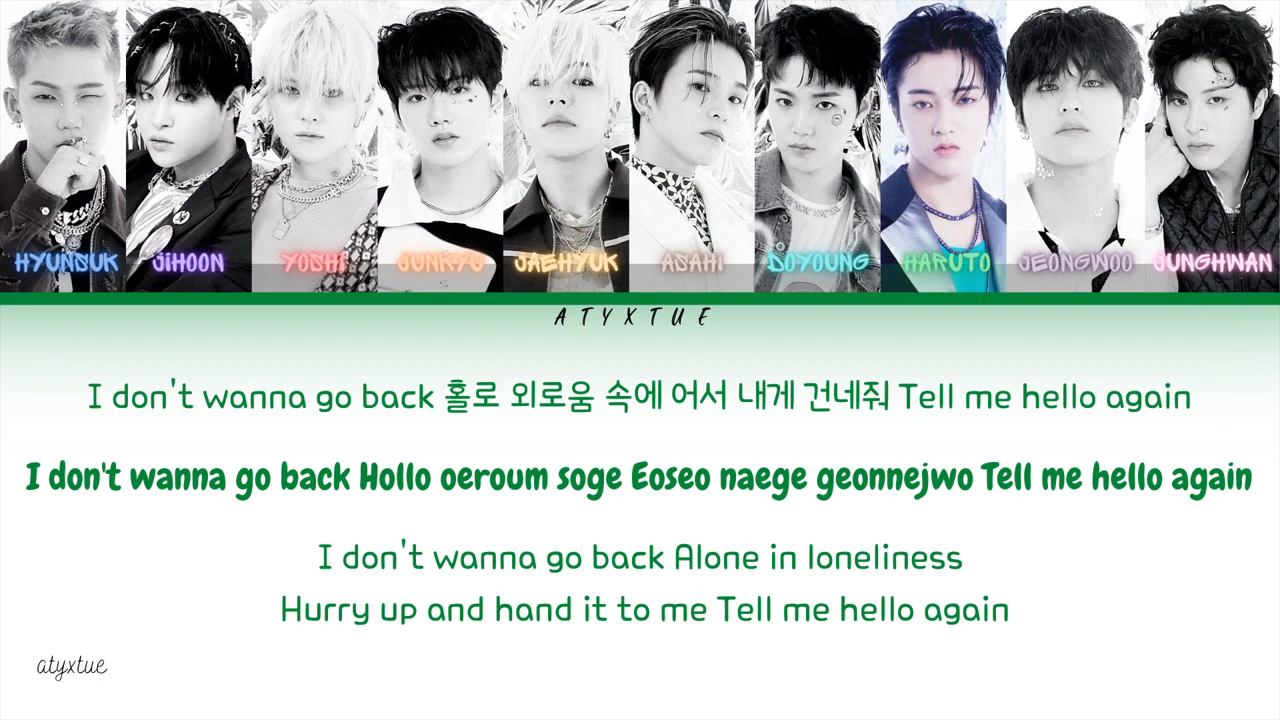 HYUNSUK JIHOON YOSHI JUNKYU JAEHYUK ASAHI DOYOUNG HARUTO JEONGWOO JUNGHWAN
ATYXTUE
I don't wanna go back 홀로 외로움 속에 어서 내게 건네줘 Tell me hello again
I don't wanna go back Hollo oeroum soge Eoseo naege geonnejwo Tell me hello again
I don't wanna go back Alone in loneliness
Hurry up and hand it to me Tell me hello again
atyxtue